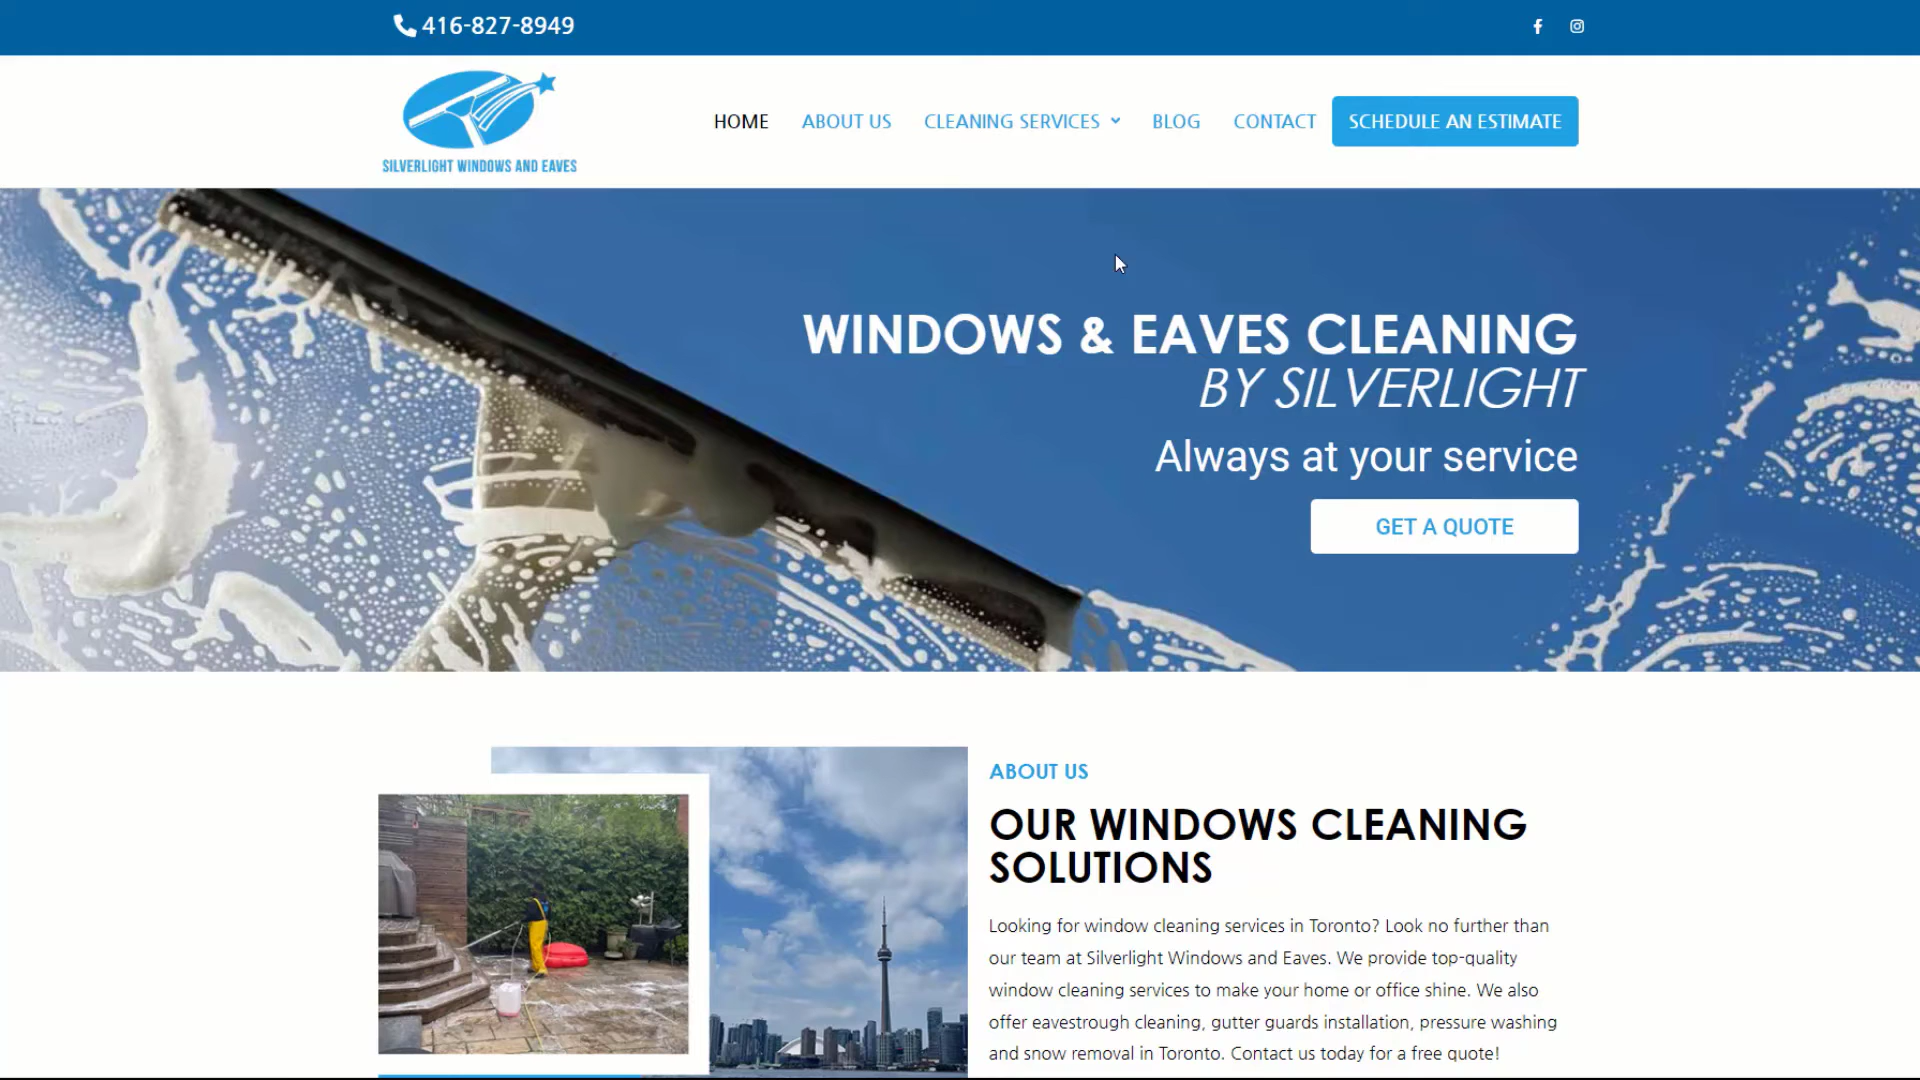 416-827-8949
SILVERLIGHT WINDOWS AND EAVES
HOME ABOUT US CLEANING SERVICES BLOG CONTACT SCHEDULE AN ESTIMATE
WINDOWS & EAVES CLEANING
BY SILVERLIGHT
Always at your service
GET A QUOTE
ABOUT US
OUR WINDOWS CLEANING
SOLUTIONS
Looking for window cleaning services in Toronto? Look no further than
our team at Silverlight Windows and Eaves. We provide top-quality
window cleaning services to make your home or office shine. We also
offer eavestrough cleaning, gutter guards installation, pressure washing
and snow removal in Toronto. Contact us today for a free quote!